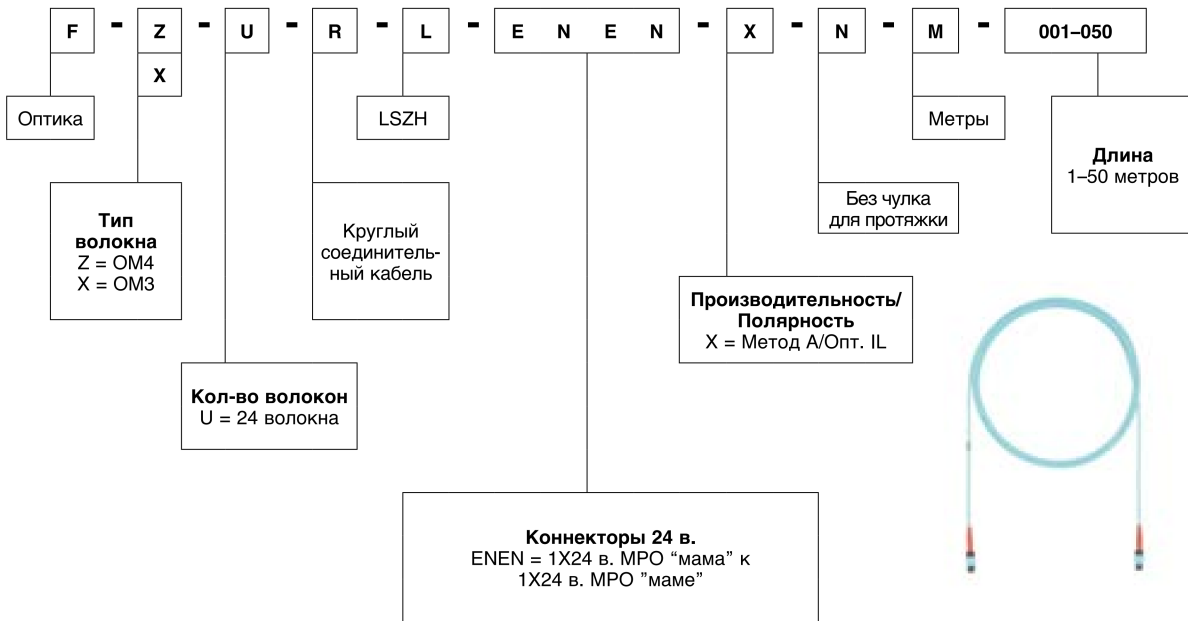 F - Z - U - R - L - E N E N - X - N - M - 001–050
X
Оптика
LSZH
Метры
Длина
1–50 метров
Тип
волокна
Z = OM4
X = OM3
Круглый
соединитель-
ный кабель
Без чулка
для протяжки
Производительность/
Полярность
X = Метод А/Опт. IL
Кол-во волокон
U = 24 волокна
Коннекторы 24 в.
ENEN = 1X24 в. MPO “мама” к
1X24 в. MPO ”маме”